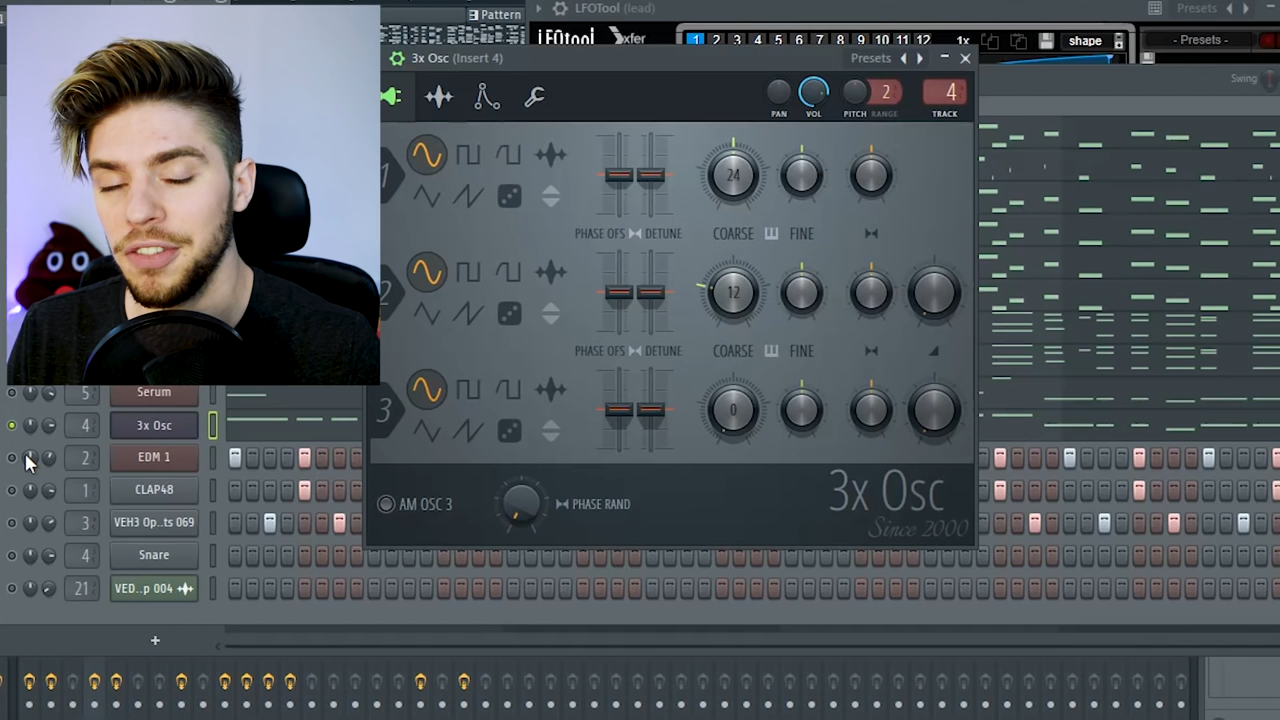 Pattern
LFOTool (lead)
Presets
LFOtool
xfer
1 2 3 4 5 6 7 8 9 10 11 12
1x
shape
- Presets -
3x Osc (Insert 4)
Presets
Swing
2
4
PAN
VOL
PITCH RANGE
TRACK
1
24
PHASE OFS
DETUNE
COARSE
FINE
2
12
PHASE OFS
DETUNE
COARSE
FINE
3
0
AM OSC 3
PHASE RAND
3x Osc
Since 2000
5
Serum
4
3x Osc
2
EDM 1
1
CLAP48
3
VEH3 Op..ts 069
4
Snare
21
VED..p 004
+